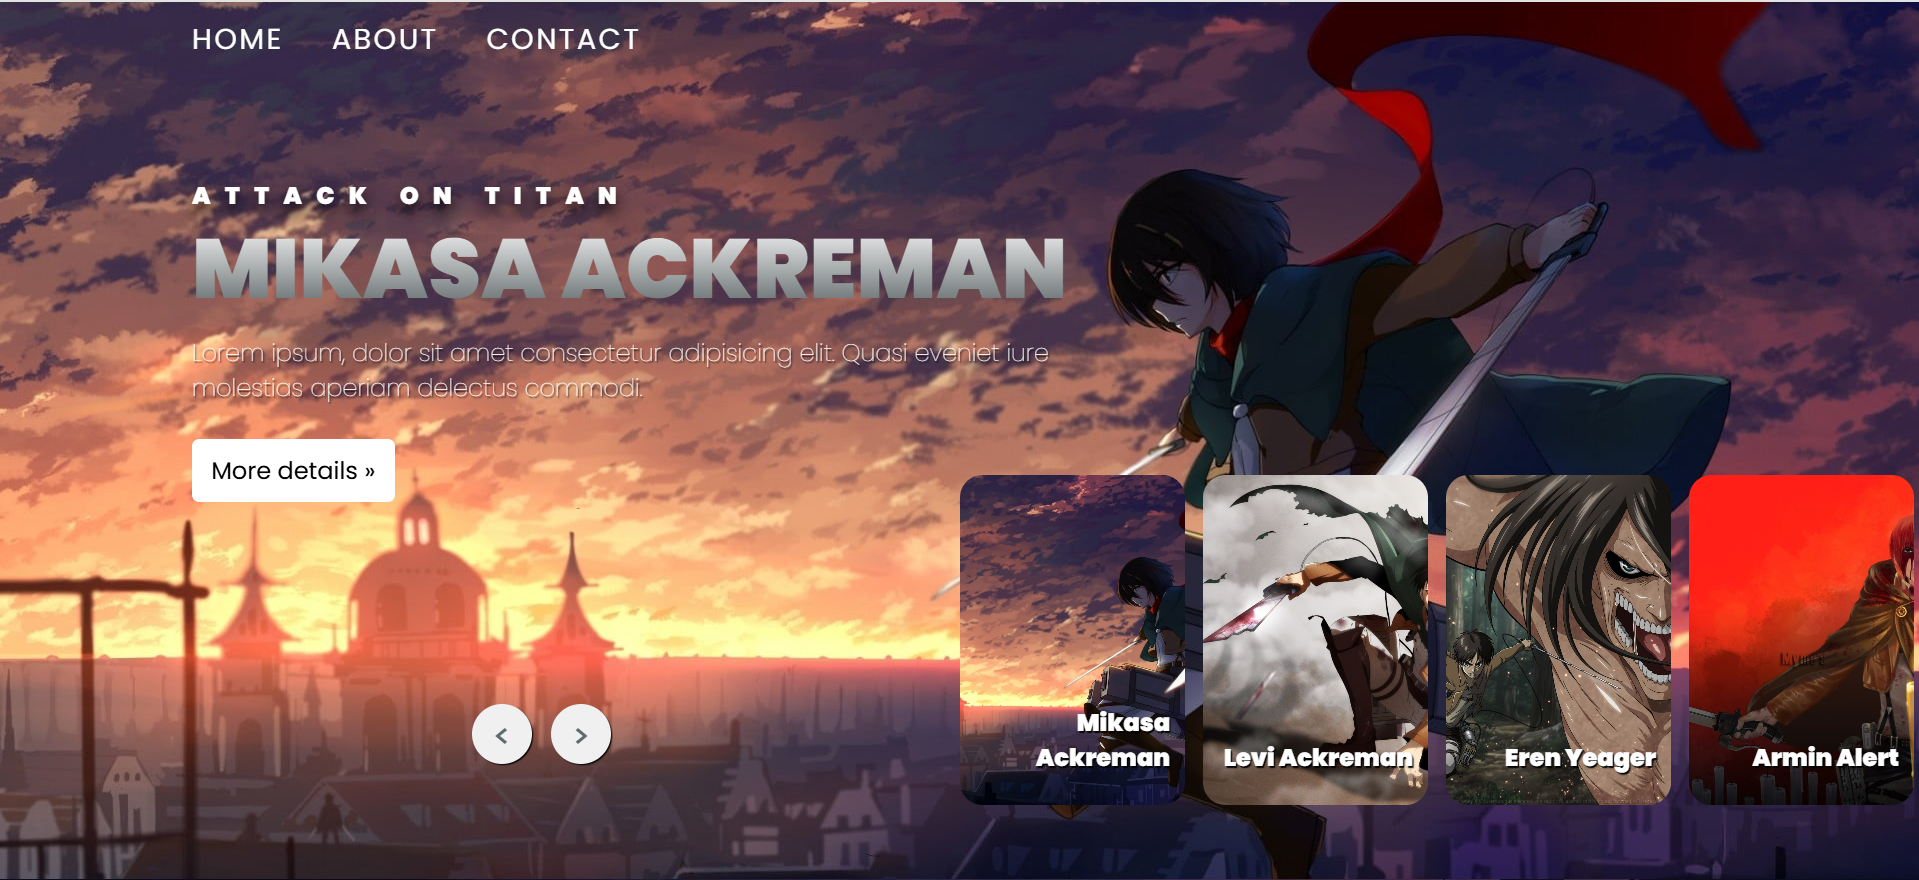 HOME ABOUT CONTACT
ATTACK ON TITAN
MIKASA ACKREMAN
Lorem ipsum, dolor sit amet consectetur adipisicing elit. Quasi eveniet iure
molestias aperiam delectus commodi.
More details »
< >
Mikasa
Ackreman
Levi Ackreman
Eren Yeager
Armin Alert